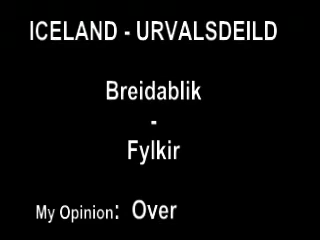 ICELAND - URVALSDEILD
Breidablik
-
Fylkir
My Opinion: Over